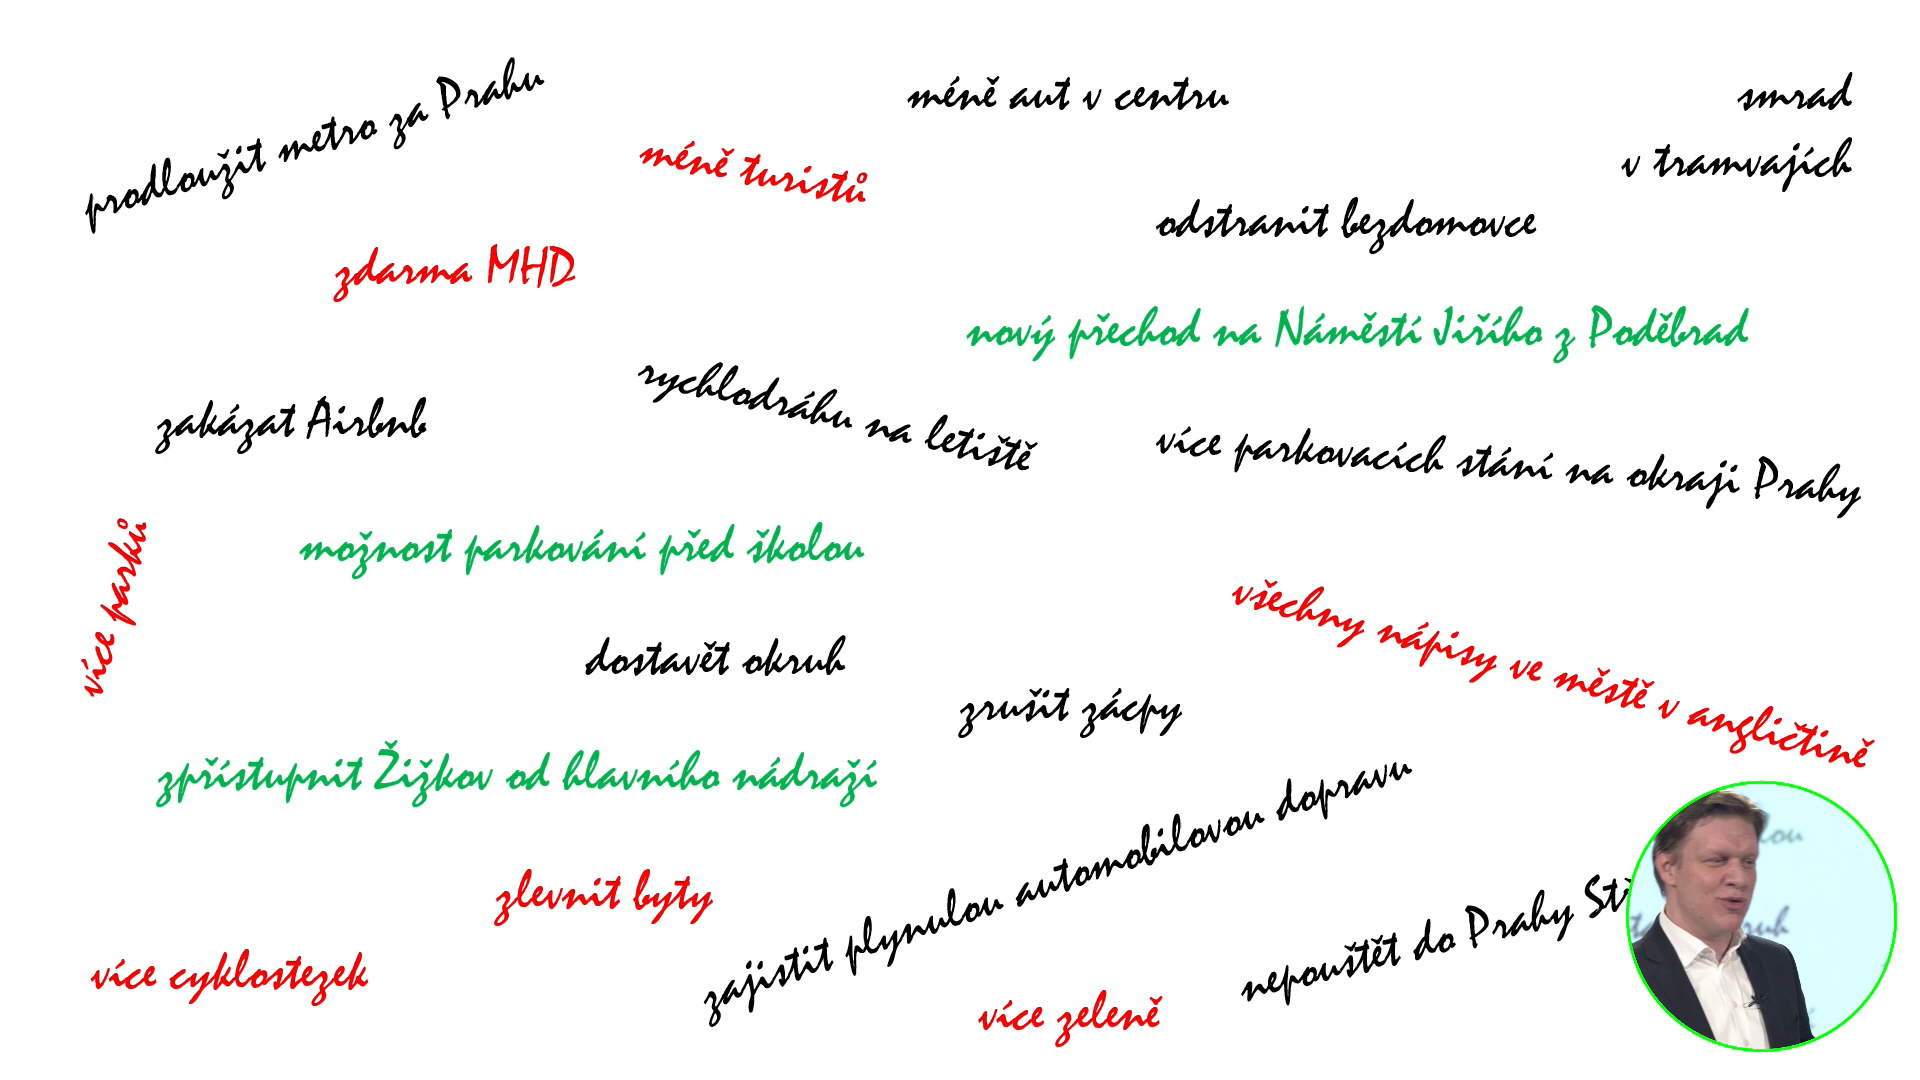 prodloužit metro za Prahu
méně aut v centru
smrad
v tramvajích
méně turistů
odstranit bezdomovce
zdarma MHD
nový přechod na Náměstí Jiřího z Poděbrad
rychlodráhu na letiště
zakázat Airbnb
více parkovacích stání na okraji Prahy
více parků
možnost parkování před školou
všechny nápisy ve městě v angličtině
dostavět okruh
zrušit zácpy
zpřístupnit Žižkov od hlavního nádraží
zajistit plynulou automobilovou dopravu
zlevnit byty
nepouštět do Prahy
více cyklostezek
více zeleně